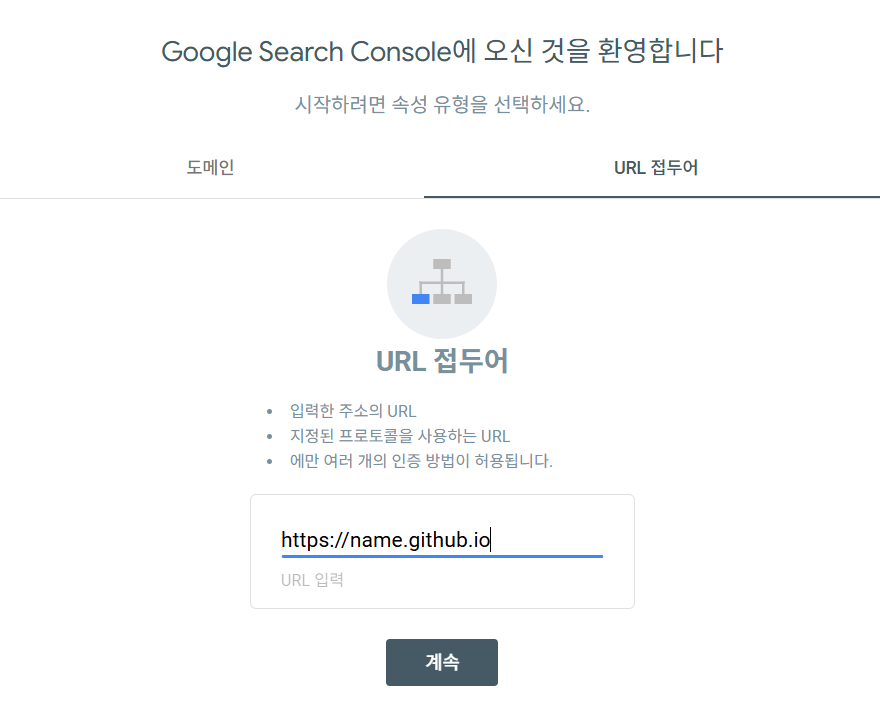 Google Search Console에 오신 것을 환영합니다
시작하려면 속성 유형을 선택하세요.
도메인
URL 접두어
URL 접두어
• 입력한 주소의 URL
• 지정된 프로토콜을 사용하는 URL
• 에만 여러 개의 인증 방법이 허용됩니다.
https://name.github.io
URL 입력
계속